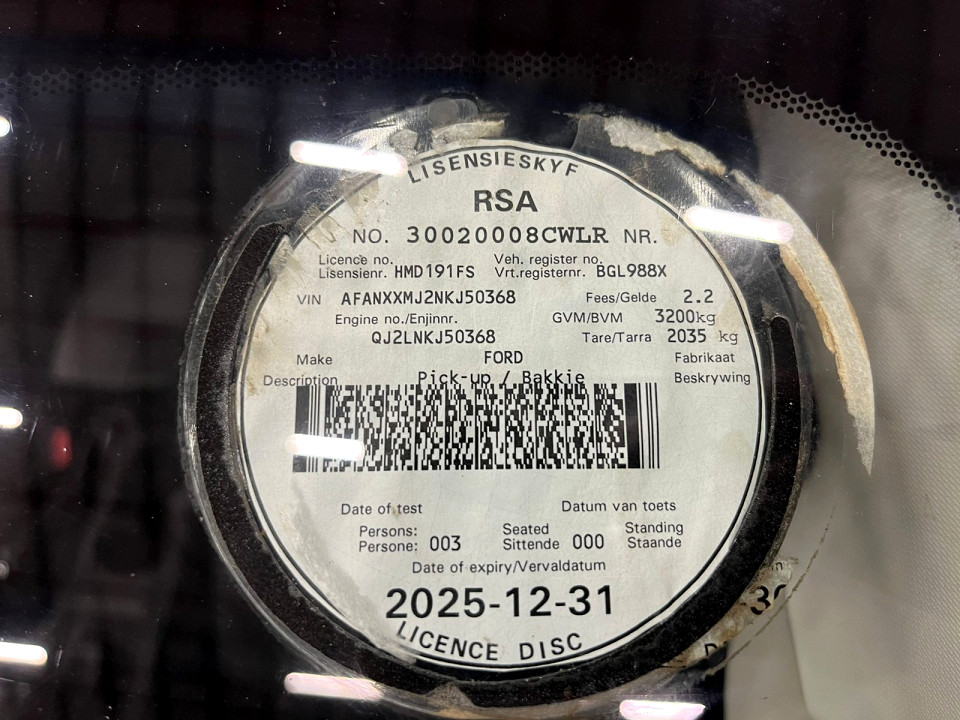 LISENSIESKYF
RSA
NO. 30020008CWLR NR.
Licence no. Veh. register no.
Lisensienr. HMD191FS Vrt.registernr. BGL988X
VIN AFANXXMJ2NKJ50368 Fees/Gelde 2.2
Engine no./Enjinnr. GVM/BVM 3200kg
QJ2LNKJ50368 Tare/Tarra 2035 kg
Make FORD Fabrikaat
Description Pick-up / Bakkie Beskrywing
Date of test Datum van toets
Persons: Seated Standing
Persone: 003 Sittende 000 Staande
Date of expiry/Vervaldatum
2025-12-31
LICENCE DISC